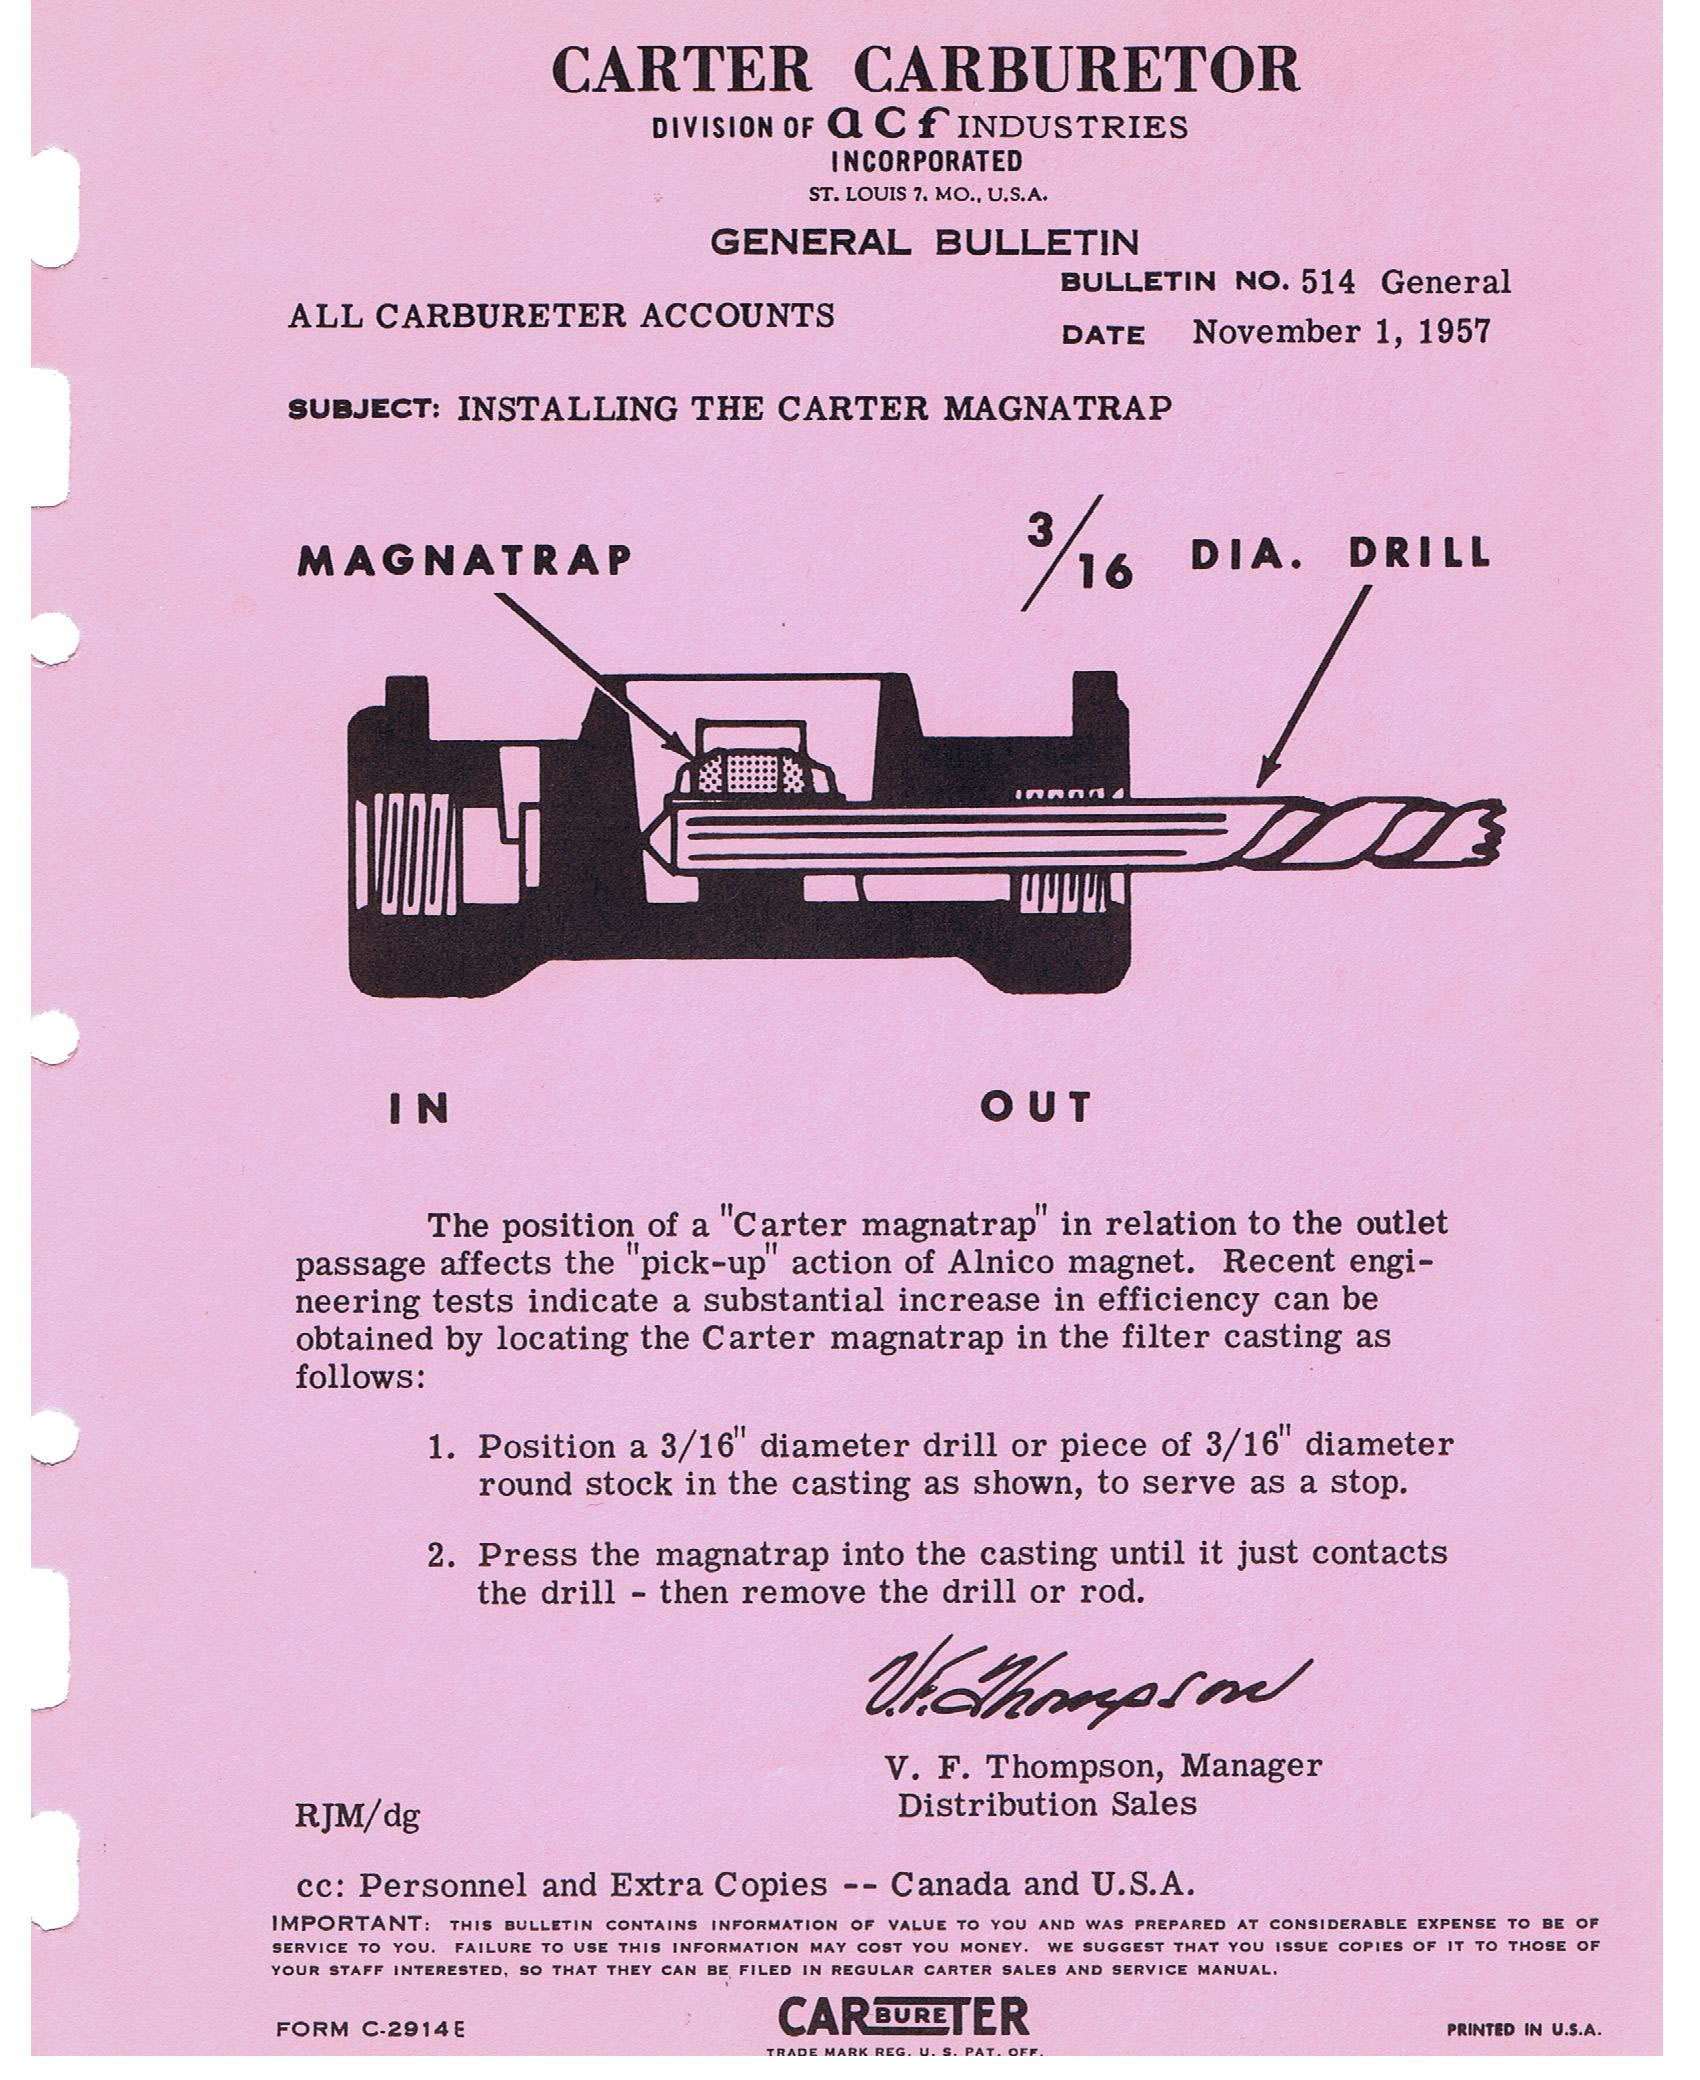 CARTER CARBURETOR
DIVISION OF acf INDUSTRIES
INCORPORATED
ST. LOUIS 7, MO., U.S.A.
GENERAL BULLETIN
BULLETIN NO. 514 General
ALL CARBURETER ACCOUNTS
DATE November 1, 1957
SUBJECT: INSTALLING THE CARTER MAGNATRAP
MAGNATRAP
3/16 DIA. DRILL
IN OUT
The position of a "Carter magnatrap" in relation to the outlet
passage affects the "pick-up" action of Alnico magnet. Recent engi-
neering tests indicate a substantial increase in efficiency can be
obtained by locating the Carter magnatrap in the filter casting as
follows:
1. Position a 3/16" diameter drill or piece of 3/16" diameter
round stock in the casting as shown, to serve as a stop.
2. Press the magnatrap into the casting until it just contacts
the drill - then remove the drill or rod.
V.F. Thompson
V. F. Thompson, Manager
Distribution Sales
RJM/dg
cc: Personnel and Extra Copies -- Canada and U.S.A.
IMPORTANT: THIS BULLETIN CONTAINS INFORMATION OF VALUE TO YOU AND WAS PREPARED AT CONSIDERABLE EXPENSE TO BE OF
SERVICE TO YOU. FAILURE TO USE THIS INFORMATION MAY COST YOU MONEY. WE SUGGEST THAT YOU ISSUE COPIES OF IT TO THOSE OF
YOUR STAFF INTERESTED, SO THAT THEY CAN BE FILED IN REGULAR CARTER SALES AND SERVICE MANUAL.
FORM C-2914E
CARBURETER
PRINTED IN U.S.A.
TRADE MARK REG. U. S. PAT. OFF.